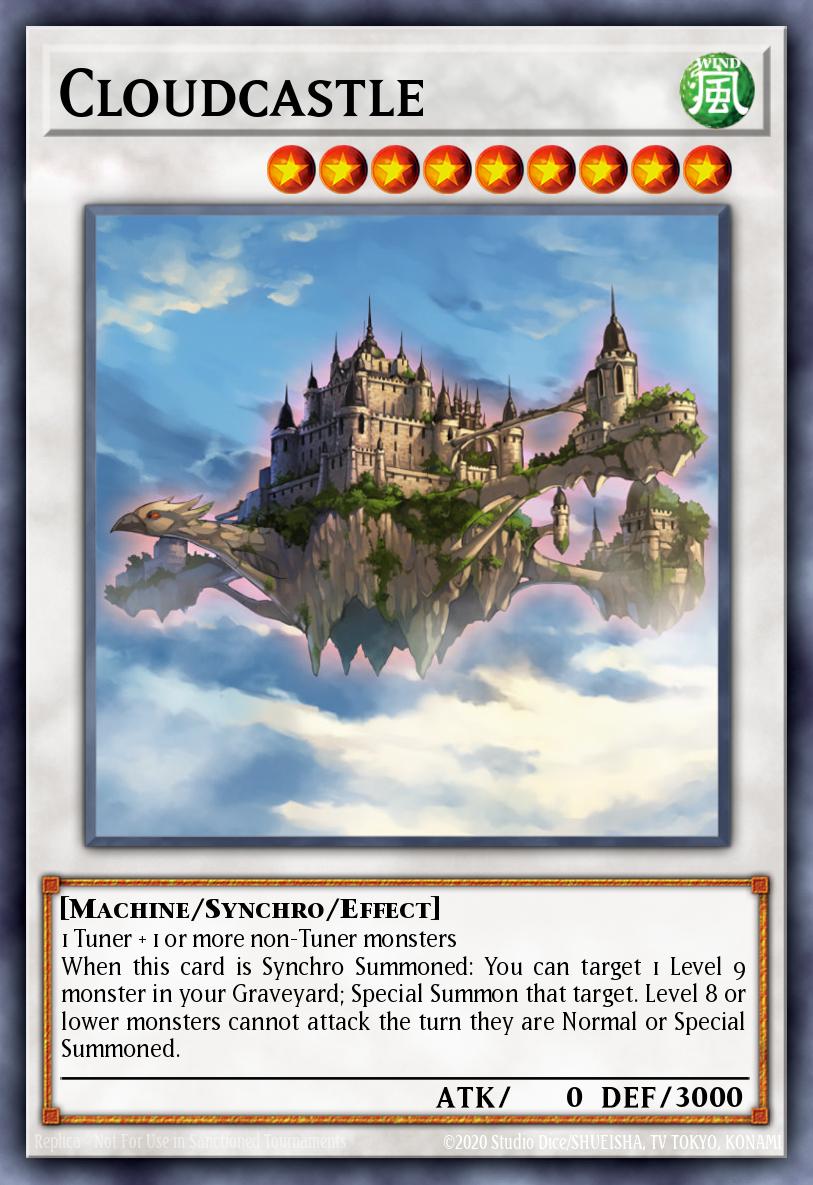 Cloudcastle
WIND
風
[Machine/Synchro/Effect]
1 Tuner + 1 or more non-Tuner monsters
When this card is Synchro Summoned: You can target 1 Level 9
monster in your Graveyard; Special Summon that target. Level 8 or
lower monsters cannot attack the turn they are Normal or Special
Summoned.
ATK/ 0 DEF/3000
Replica - Not For Use in Sanctioned Tournaments ©2020 Studio Dice/SHUEISHA, TV TOKYO, KONAMI